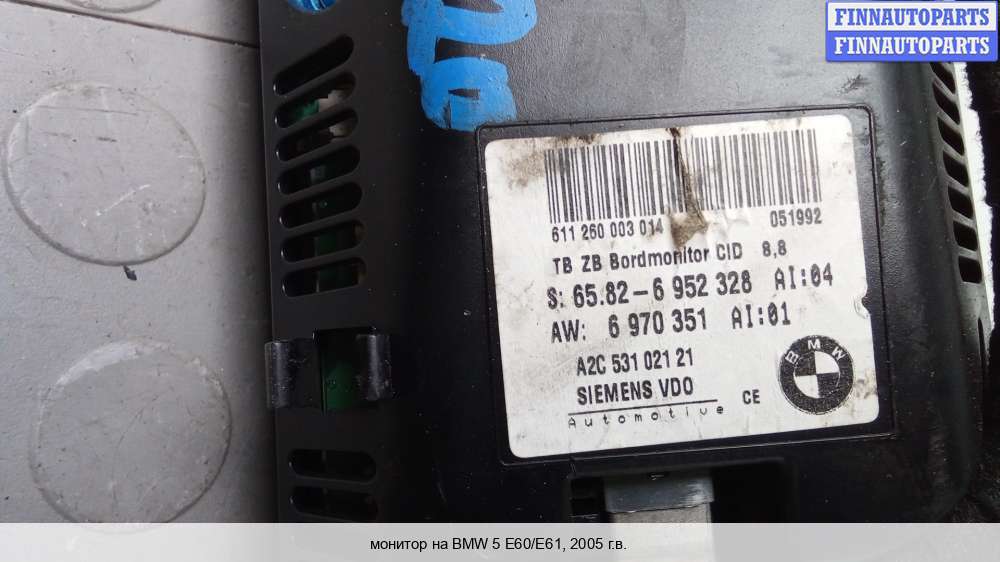 FINNAUTOPARTS
FINNAUTOPARTS
611 260 003 014
051992
TB ZB Bordmonitor CID 8,8
S: 65.82-6 952 328 AI:04
AW: 6 970 351 AI:01
A2C 531 021 21
SIEMENS VDO
Automotive
CE
BMW
монитор на BMW 5 E60/E61, 2005 г.в.